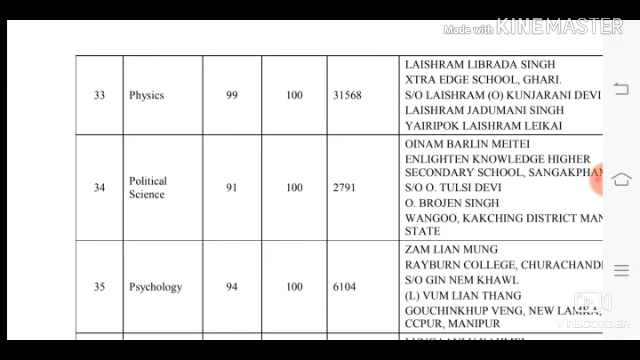 Made with KINEMASTER
33 Physics 99 100 31568
LAISHRAM LIBRADA SINGH
XTRA EDGE SCHOOL, GHARI.
S/O LAISHRAM (O) KUNJARANI DEVI
LAISHRAM JADUMANI SINGH
YAIRIPOK LAISHRAM LEIKAI
34 Political Science 91 100 2791
OINAM BARLIN MEITEI
ENLIGHTEN KNOWLEDGE HIGHER
SECONDARY SCHOOL, SANGAKPHAM
S/O O. TULSI DEVI
O. BROJEN SINGH
WANGOO, KAKCHING DISTRICT MAN
STATE
35 Psychology 94 100 6104
ZAM LIAN MUNG
RAYBURN COLLEGE, CHURACHAND
S/O GIN NEM KHAWL
(L) VUM LIAN THANG
GOUCHINKHUP VENG, NEW LAMKA,
CCPUR, MANIPUR
RECORDER